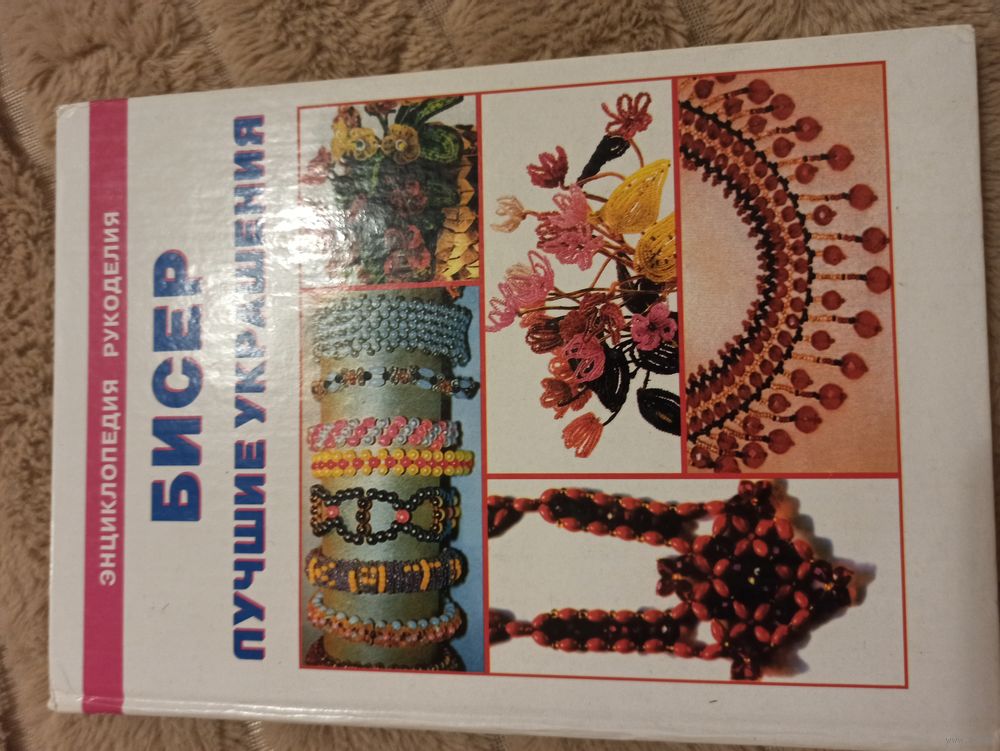 ЭНЦИКЛОПЕДИЯ РУКОДЕЛИЯ
БИСЕР
ЛУЧШИЕ УКРАШЕНИЯ